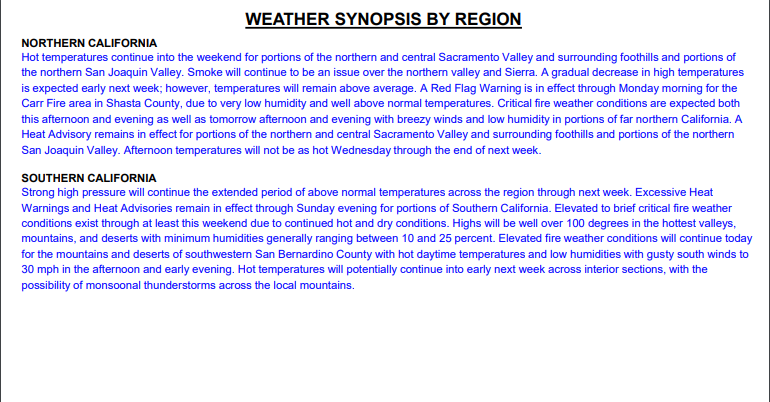 WEATHER SYNOPSIS BY REGION
NORTHERN CALIFORNIA
Hot temperatures continue into the weekend for portions of the northern and central Sacramento Valley and surrounding foothills and portions of
the northern San Joaquin Valley. Smoke will continue to be an issue over the northern valley and Sierra. A gradual decrease in high temperatures
is expected early next week; however, temperatures will remain above average. A Red Flag Warning is in effect through Monday morning for the
Carr Fire area in Shasta County, due to very low humidity and well above normal temperatures. Critical fire weather conditions are expected both
this afternoon and evening as well as tomorrow afternoon and evening with breezy winds and low humidity in portions of far northern California. A
Heat Advisory remains in effect for portions of the northern and central Sacramento Valley and surrounding foothills and portions of the northern
San Joaquin Valley. Afternoon temperatures will not be as hot Wednesday through the end of next week.
SOUTHERN CALIFORNIA
Strong high pressure will continue the extended period of above normal temperatures across the region through next week. Excessive Heat
Warnings and Heat Advisories remain in effect through Sunday evening for portions of Southern California. Elevated to brief critical fire weather
conditions exist through at least this weekend due to continued hot and dry conditions. Highs will be well over 100 degrees in the hottest valleys,
mountains, and deserts with minimum humidities generally ranging between 10 and 25 percent. Elevated fire weather conditions will continue today
for the mountains and deserts of southwestern San Bernardino County with hot daytime temperatures and low humidities with gusty south winds to
30 mph in the afternoon and early evening. Hot temperatures will potentially continue into early next week across interior sections, with the
possibility of monsoonal thunderstorms across the local mountains.